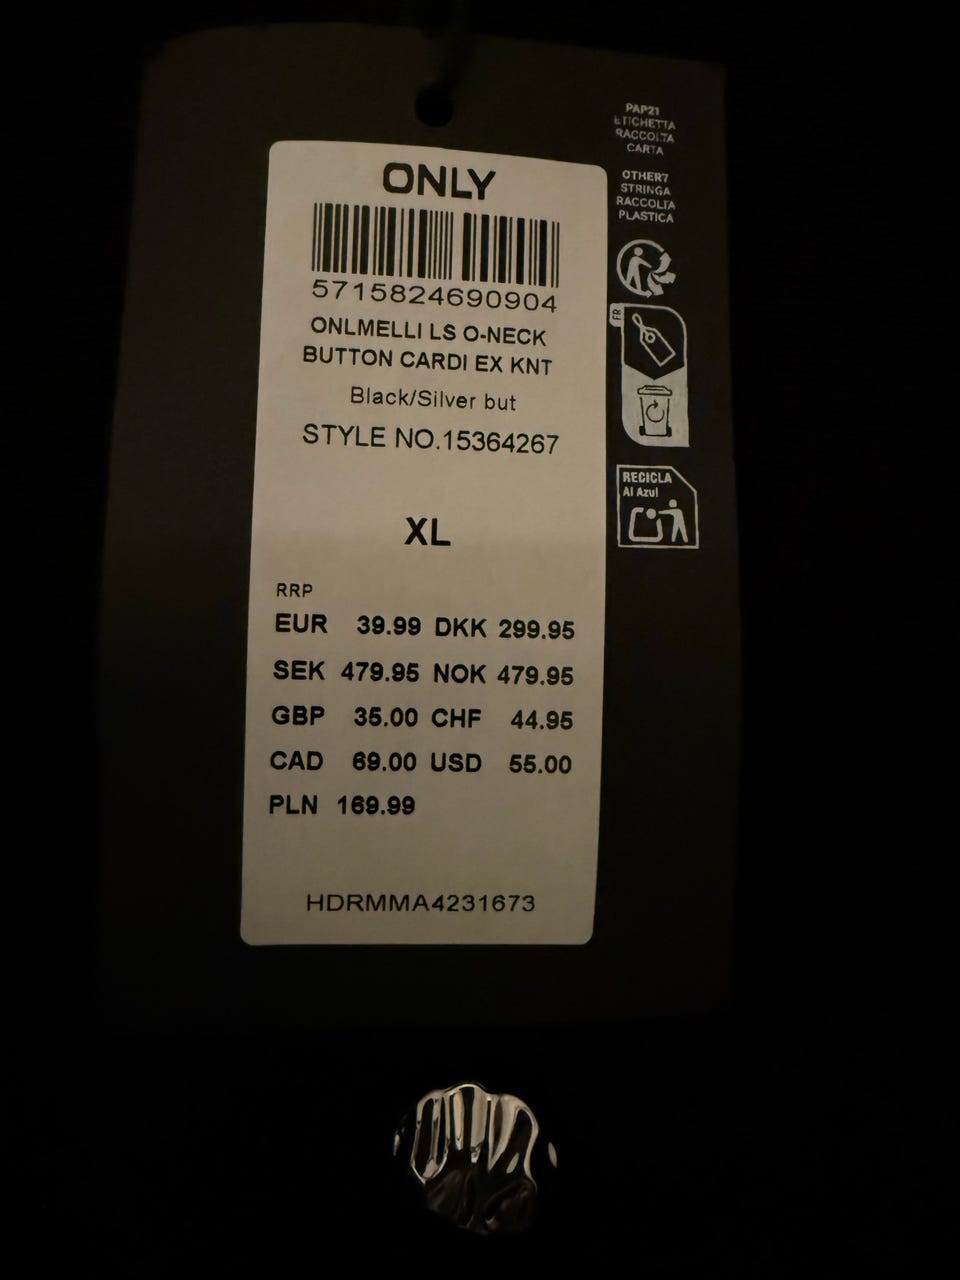 ONLY
5715824690904
ONLMELLI LS O-NECK
BUTTON CARDI EX KNT
Black/Silver but
STYLE NO.15364267
XL
RRP
EUR 39.99 DKK 299.95
SEK 479.95 NOK 479.95
GBP 35.00 CHF 44.95
CAD 69.00 USD 55.00
PLN 169.99
HDRMMA4231673
PAP21
ETICHETTA
RACCOLTA
CARTA
OTHER7
STRINGA
RACCOLTA
PLASTICA
FR
RECICLA
Al Azul